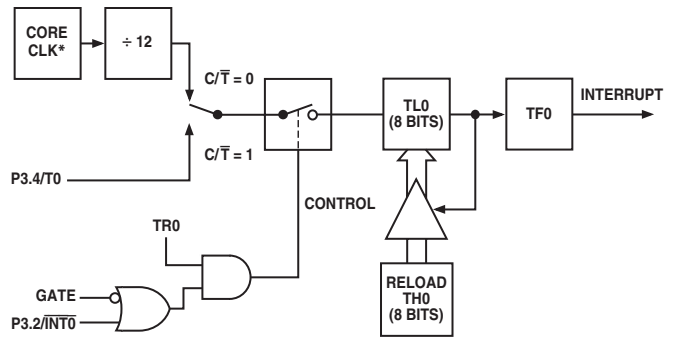 CORE
CLK*
÷ 12
C/T̅ = 0
TL0
(8 BITS)
TF0
INTERRUPT
C/T̅ = 1
P3.4/T0
CONTROL
TR0
GATE
P3.2/I̅N̅T̅0̅
RELOAD
TH0
(8 BITS)